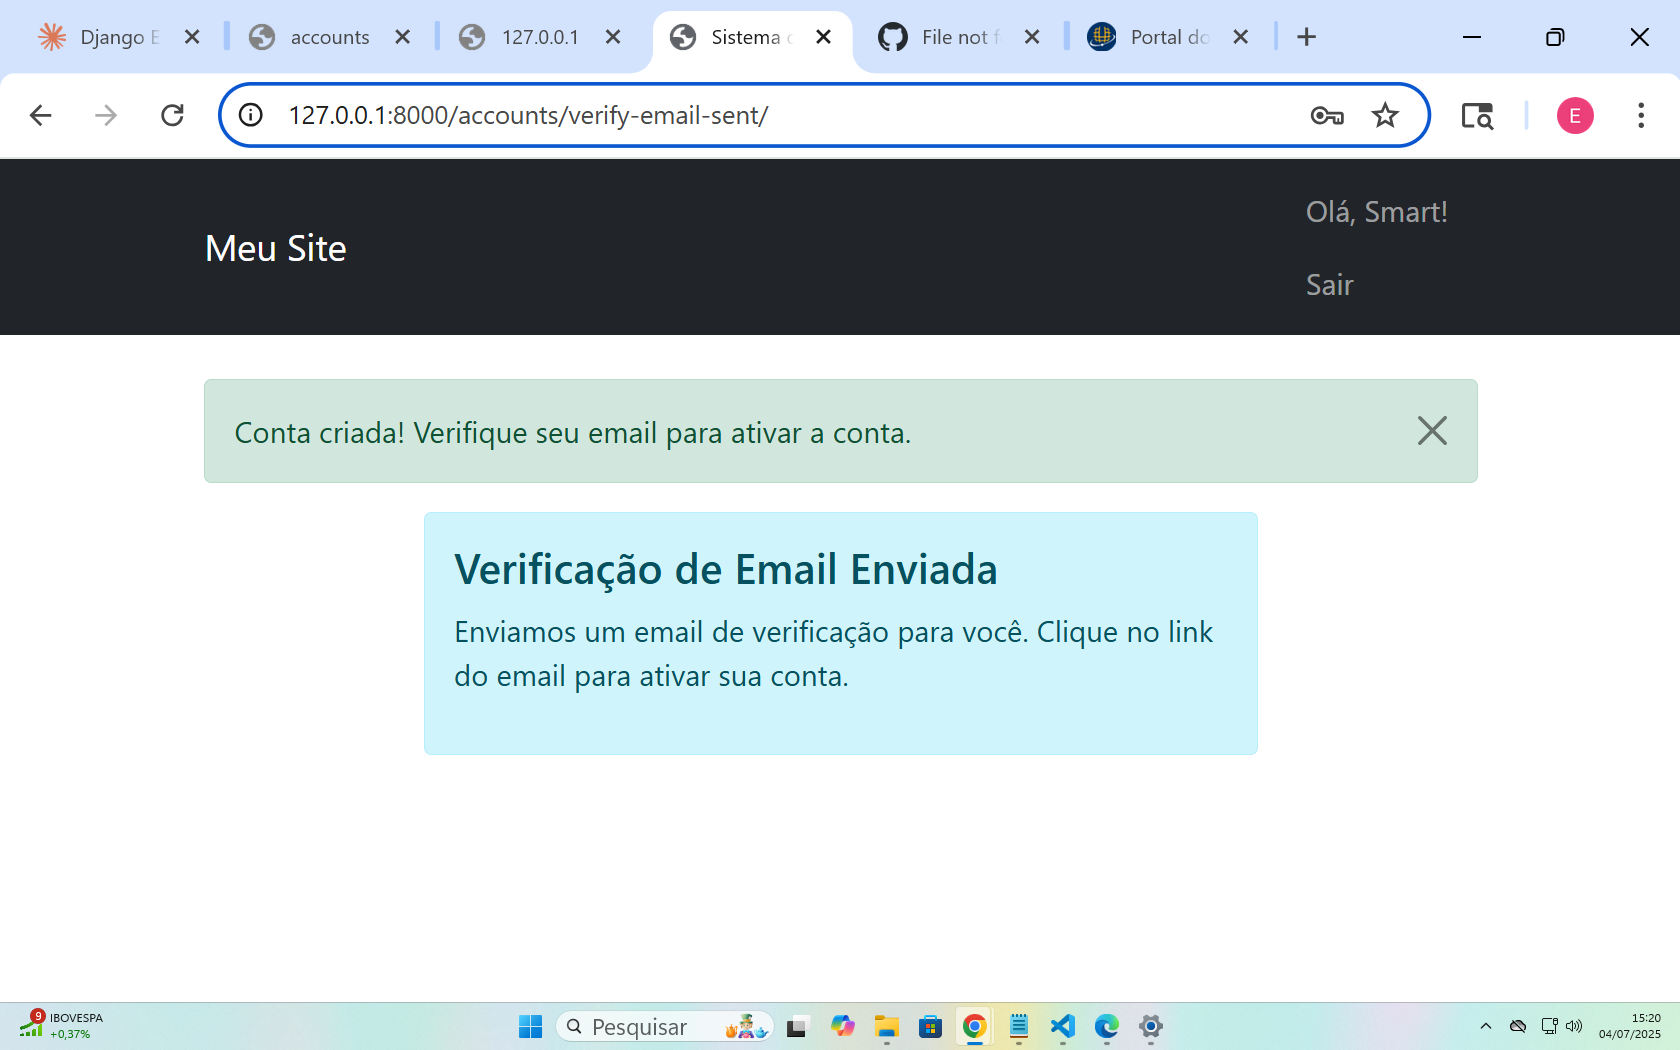 Django E
accounts
127.0.0.1
Sistema
File not f
Portal do
127.0.0.1:8000/accounts/verify-email-sent/
E
Meu Site
Olá, Smart!
Sair
Conta criada! Verifique seu email para ativar a conta.
Verificação de Email Enviada
Enviamos um email de verificação para você. Clique no link
do email para ativar sua conta.
9
IBOVESPA
+0,37%
Pesquisar
15:20
04/07/2025